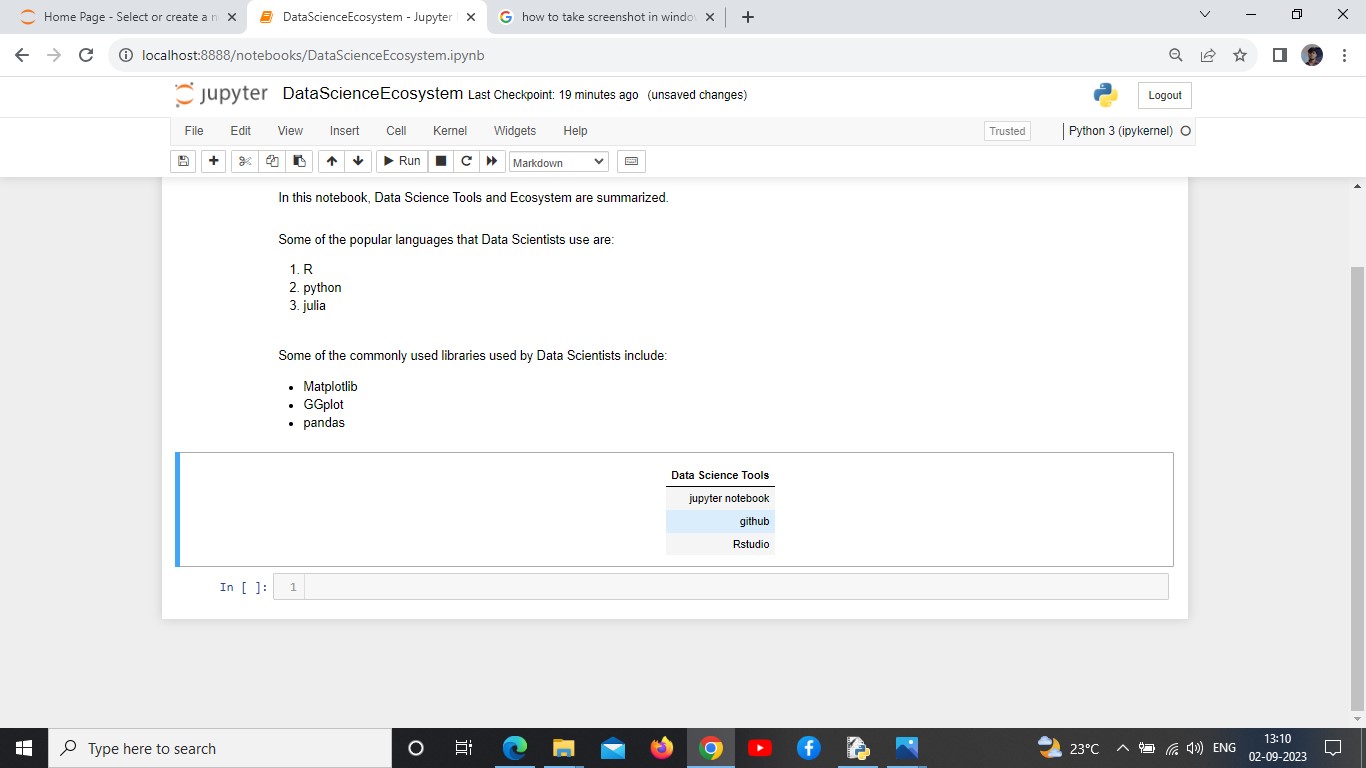 Home Page - Select or create a n
DataScienceEcosystem - Jupyter
how to take screenshot in windo
localhost:8888/notebooks/DataScienceEcosystem.ipynb
jupyter DataScienceEcosystem Last Checkpoint: 19 minutes ago (unsaved changes)
Logout
File Edit View Insert Cell Kernel Widgets Help
Trusted
Python 3 (ipykernel)
Run
Markdown
In this notebook, Data Science Tools and Ecosystem are summarized.
Some of the popular languages that Data Scientists use are:
1. R
2. python
3. julia
Some of the commonly used libraries used by Data Scientists include:
• Matplotlib
• GGplot
• pandas
Data Science Tools
jupyter notebook
github
Rstudio
In [ ]: 1
Type here to search
23°C
ENG
13:10
02-09-2023